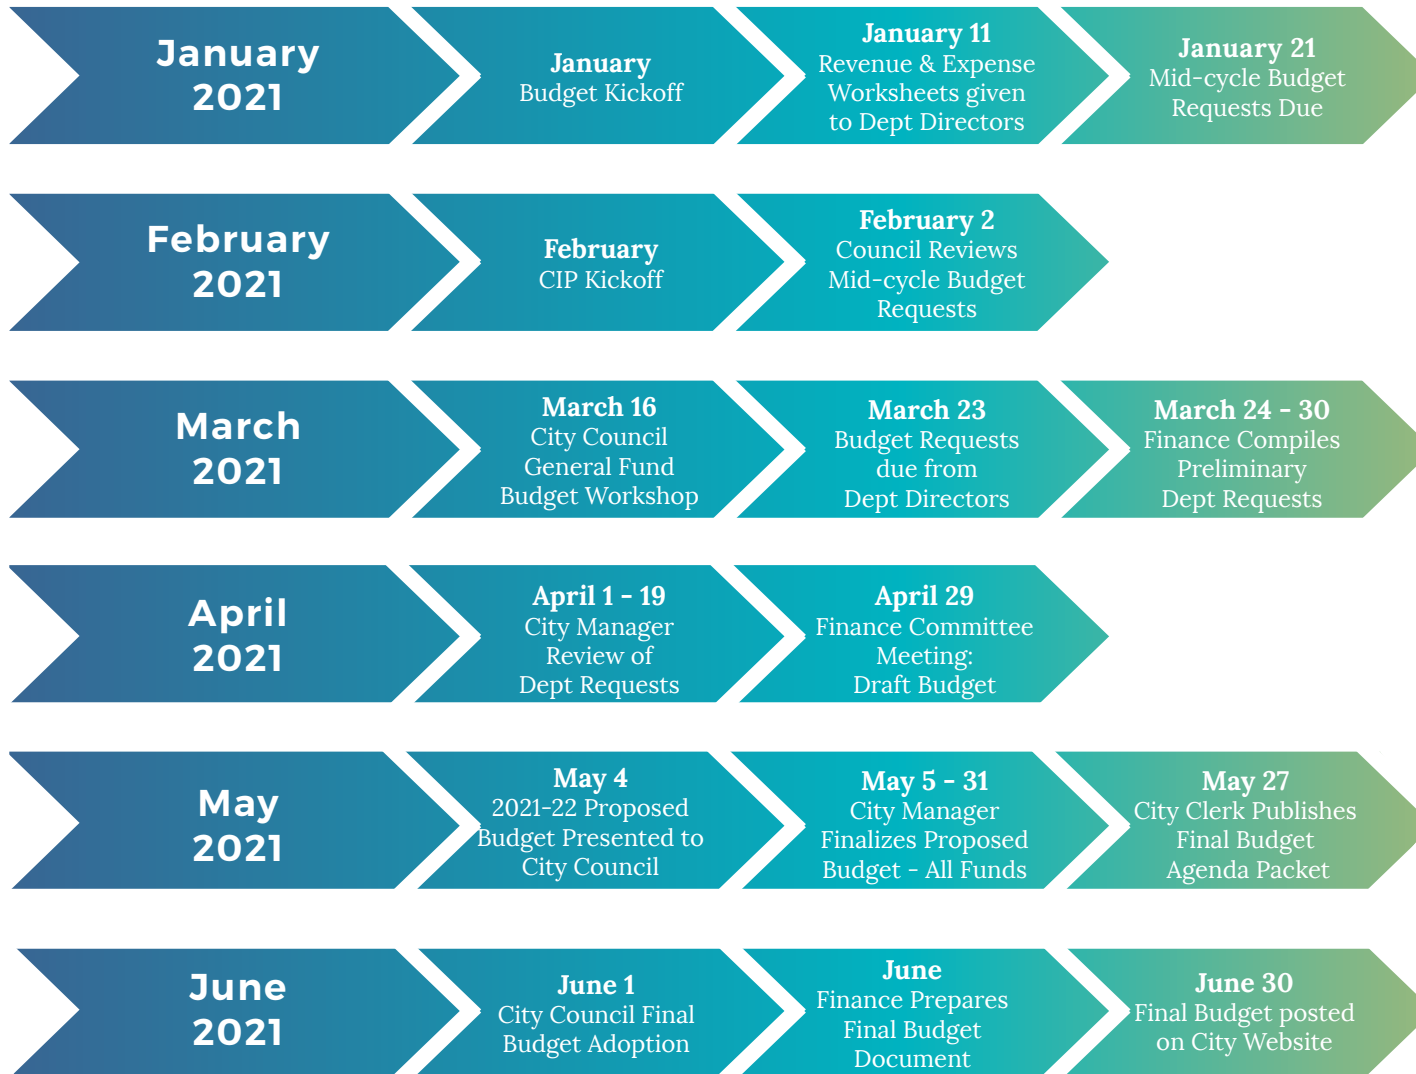 January
2021
January
Budget Kickoff
January 11
Revenue & Expense
Worksheets given
to Dept Directors
January 21
Mid-cycle Budget
Requests Due
February
2021
February
CIP Kickoff
February 2
Council Reviews
Mid-cycle Budget
Requests
March
2021
March 16
City Council
General Fund
Budget Workshop
March 23
Budget Requests
due from
Dept Directors
March 24 - 30
Finance Compiles
Preliminary
Dept Requests
April
2021
April 1 - 19
City Manager
Review of
Dept Requests
April 29
Finance Committee
Meeting:
Draft Budget
May
2021
May 4
2021-22 Proposed
Budget Presented to
City Council
May 5 - 31
City Manager
Finalizes Proposed
Budget - All Funds
May 27
City Clerk Publishes
Final Budget
Agenda Packet
June
2021
June 1
City Council Final
Budget Adoption
June
Finance Prepares
Final Budget
Document
June 30
Final Budget posted
on City Website